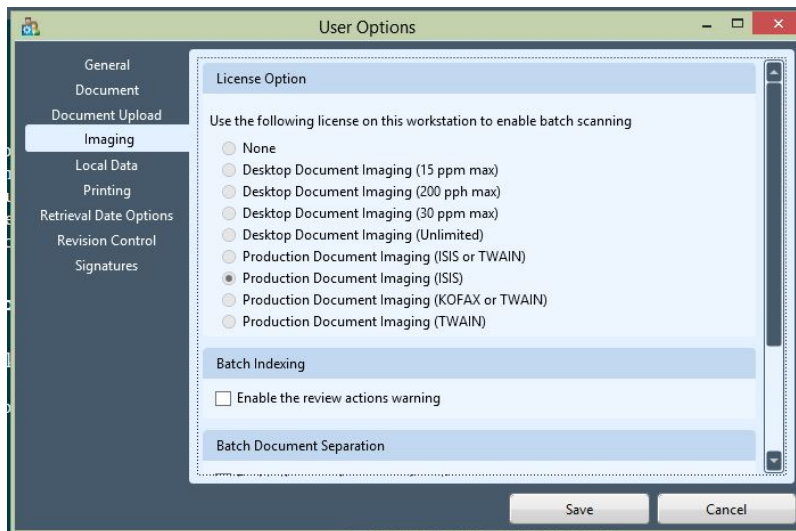 User Options
General
Document
Document Upload
Imaging
Local Data
Printing
Retrieval Date Options
Revision Control
Signatures
License Option
Use the following license on this workstation to enable batch scanning
None
Desktop Document Imaging (15 ppm max)
Desktop Document Imaging (200 pph max)
Desktop Document Imaging (30 ppm max)
Desktop Document Imaging (Unlimited)
Production Document Imaging (ISIS or TWAIN)
Production Document Imaging (ISIS)
Production Document Imaging (KOFAX or TWAIN)
Production Document Imaging (TWAIN)
Batch Indexing
Enable the review actions warning
Batch Document Separation
Save
Cancel